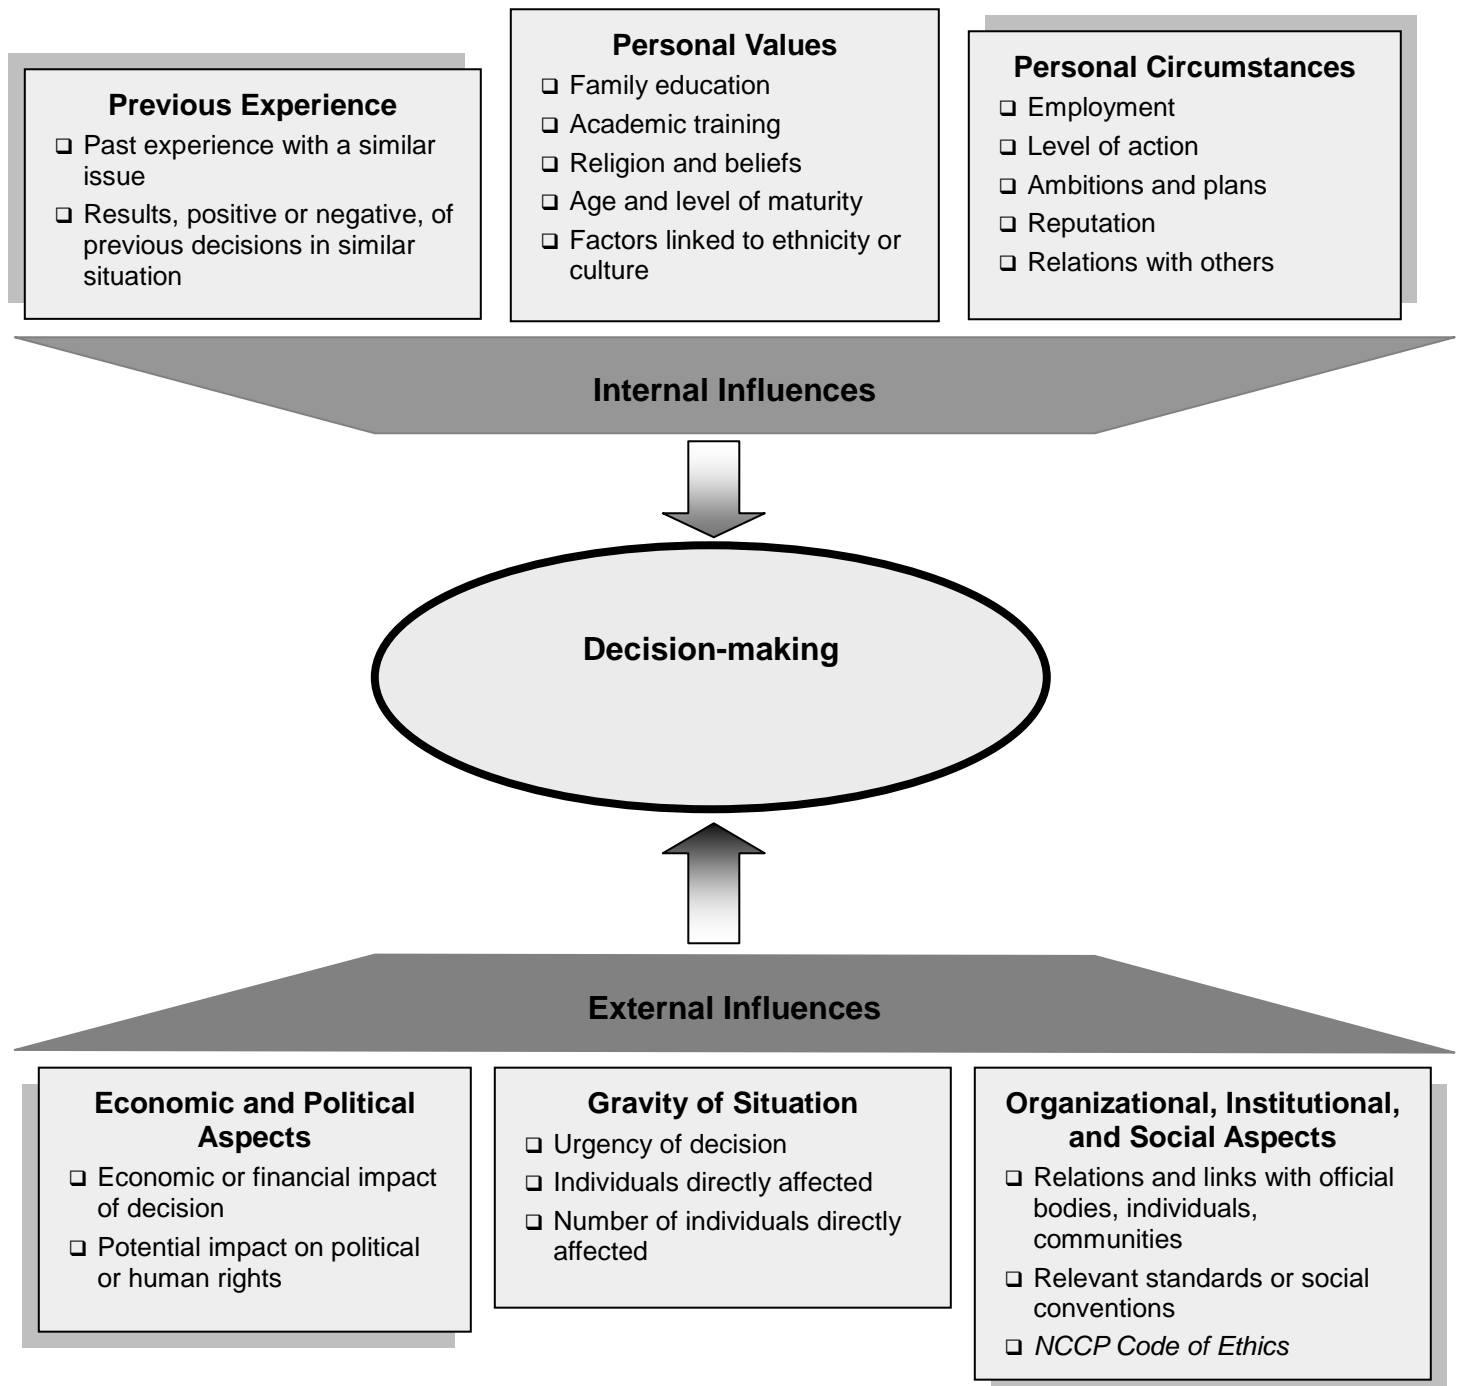 Previous Experience
❑ Past experience with a similar
issue
❑ Results, positive or negative, of
previous decisions in similar
situation
Personal Values
❑ Family education
❑ Academic training
❑ Religion and beliefs
❑ Age and level of maturity
❑ Factors linked to ethnicity or
culture
Personal Circumstances
❑ Employment
❑ Level of action
❑ Ambitions and plans
❑ Reputation
❑ Relations with others
Internal Influences
Decision-making
External Influences
Economic and Political
Aspects
❑ Economic or financial impact
of decision
❑ Potential impact on political
or human rights
Gravity of Situation
❑ Urgency of decision
❑ Individuals directly affected
❑ Number of individuals directly
affected
Organizational, Institutional,
and Social Aspects
❑ Relations and links with official
bodies, individuals,
communities
❑ Relevant standards or social
conventions
❑ NCCP Code of Ethics